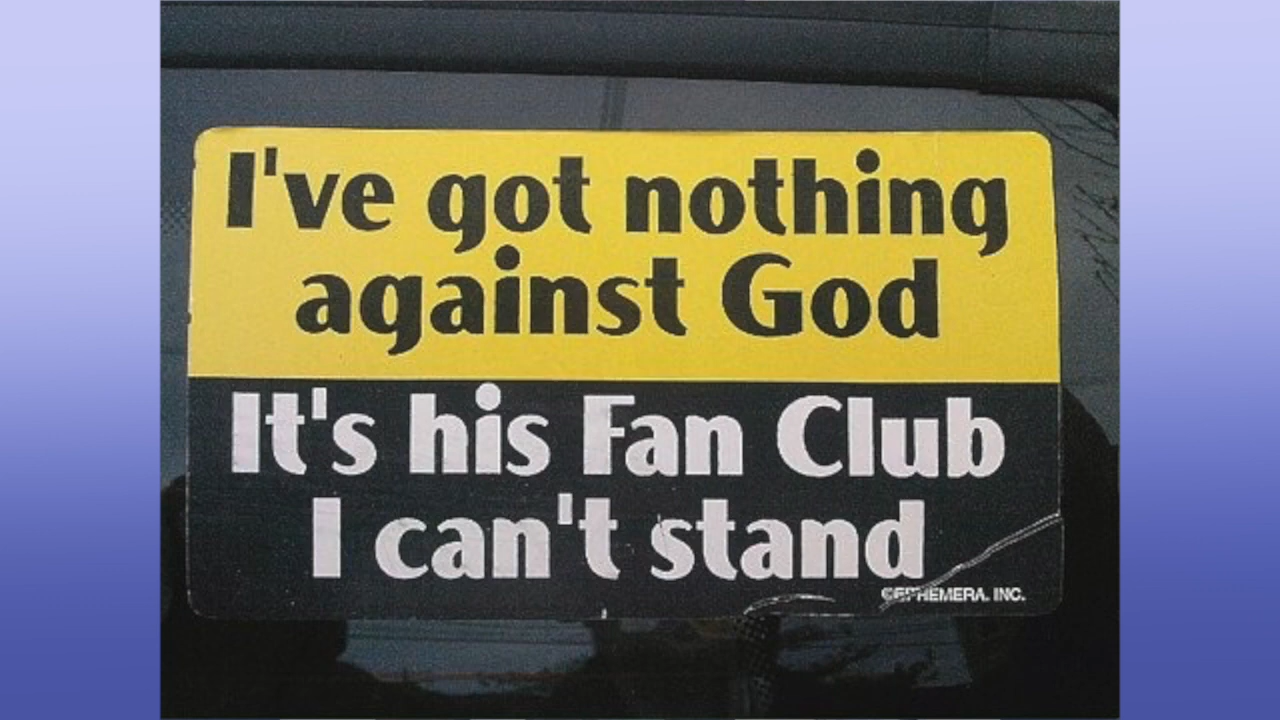 I've got nothing
against God
It's his Fan Club
I can't stand
©EPHEMERA, INC.